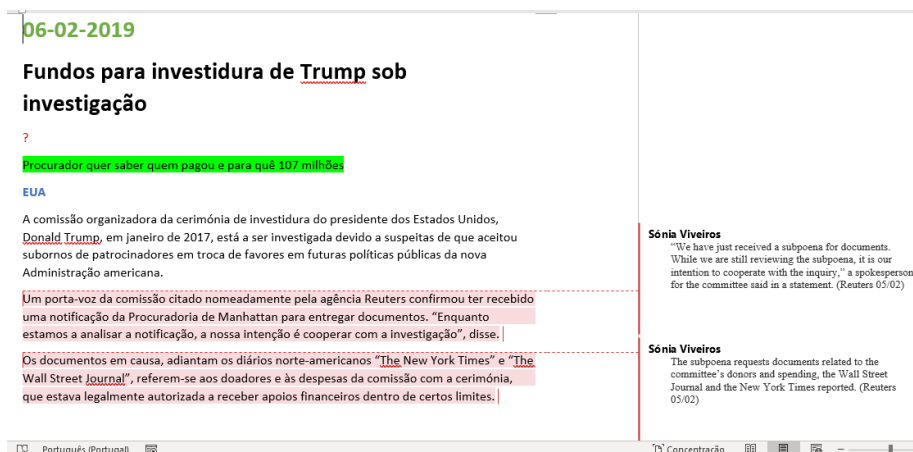 06-02-2019
Fundos para investidura de Trump sob
investigação
?
Procurador quer saber quem pagou e para quê 107 milhões
EUA
A comissão organizadora da cerimónia de investidura do presidente dos Estados Unidos,
Donald Trump, em janeiro de 2017, está a ser investigada devido a suspeitas de que aceitou
subornos de patrocinadores em troca de favores em futuras políticas públicas da nova
Administração americana.
Um porta-voz da comissão citado nomeadamente pela agência Reuters confirmou ter recebido
uma notificação da Procuradoria de Manhattan para entregar documentos. “Enquanto
estamos a analisar a notificação, a nossa intenção é cooperar com a investigação”, disse.
Os documentos em causa, adiantam os diários norte-americanos “The New York Times” e “The
Wall Street Journal”, referem-se aos doadores e às despesas da comissão com a cerimónia,
que estava legalmente autorizada a receber apoios financeiros dentro de certos limites.
Sónia Viveiros
“We have just received a subpoena for documents.
While we are still reviewing the subpoena, it is our
intention to cooperate with the inquiry,” a spokesperson
for the committee said in a statement. (Reuters 05/02)
Sónia Viveiros
The subpoena requests documents related to the
committee’s donors and spending, the Wall Street
Journal and the New York Times reported. (Reuters
05/02)
Português (Portugal)
Concentração